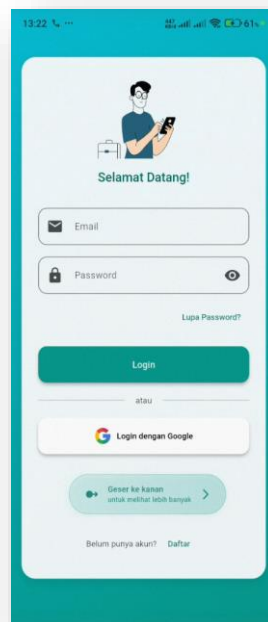 13:22
61%
Selamat Datang!
Email
Password
Lupa Password?
Login
atau
Login dengan Google
Geser ke kanan
untuk melihat lebih banyak
Belum punya akun? Daftar